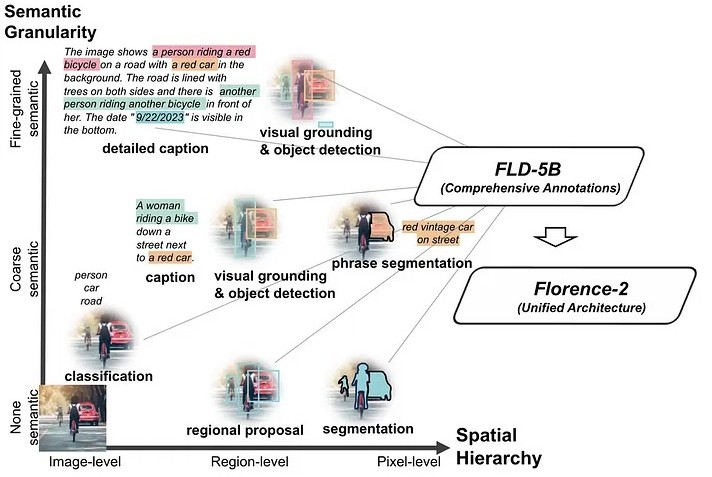 Semantic
Granularity
Fine-grained
semantic
Coarse
semantic
None
semantic
The image shows a person riding a red
bicycle on a road with a red car in the
background. The road is lined with
trees on both sides and there is another
person riding another bicycle in front of
her. The date "9/22/2023" is visible in
the bottom.
detailed caption
visual grounding
& object detection
FLD-5B
(Comprehensive Annotations)
A woman
riding a bike
down a
street next
to a red car.
caption
visual grounding
& object detection
red vintage car
on street
phrase segmentation
Florence-2
(Unified Architecture)
person
car
road
classification
regional proposal
segmentation
Image-level
Region-level
Pixel-level
Spatial
Hierarchy